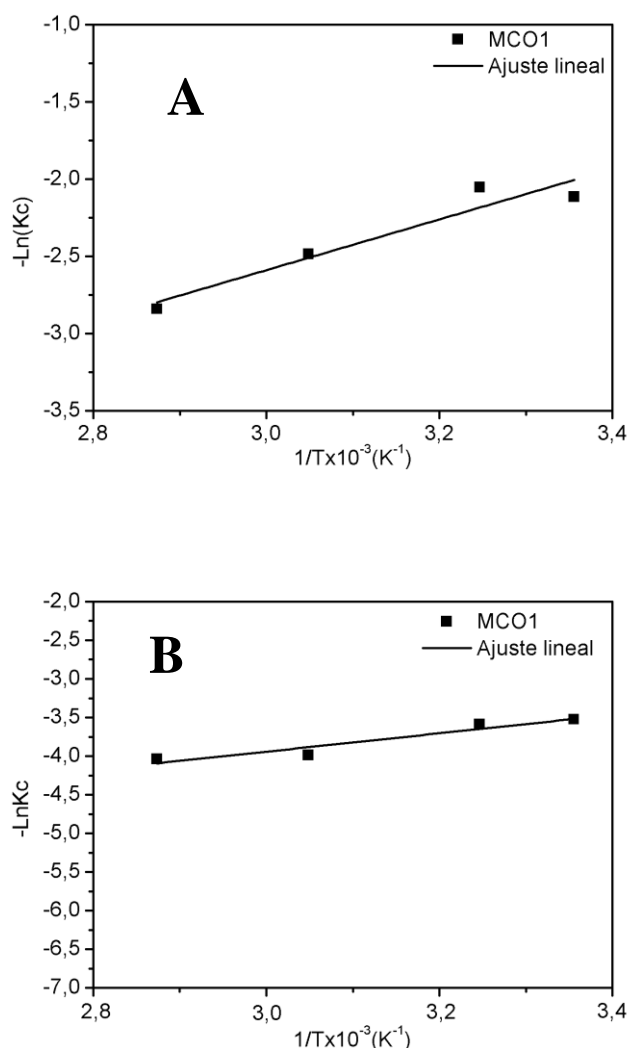 A
MCO1
Ajuste lineal
-1,0
-1,5
-2,0
-2,5
-3,0
-3,5
-Ln(Kc)
2,8
3,0
3,2
3,4
1/Tx10⁻³(K⁻¹)
B
MCO1
Ajuste lineal
-2,0
-2,5
-3,0
-3,5
-4,0
-4,5
-5,0
-5,5
-6,0
-6,5
-7,0
-LnKc
2,8
3,0
3,2
3,4
1/Tx10⁻³(K⁻¹)